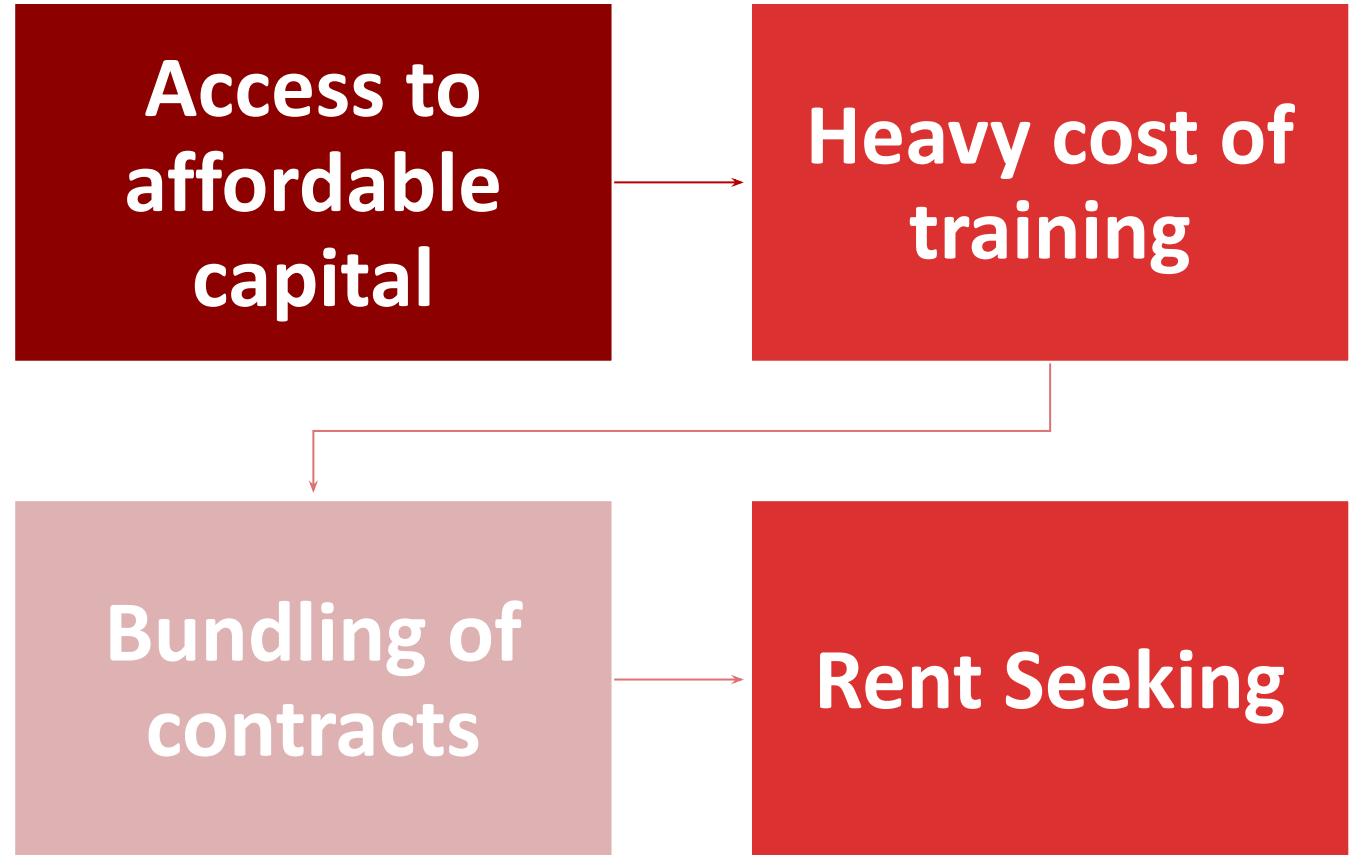 Access to
affordable
capital
Heavy cost of
training
Bundling of
contracts
Rent Seeking